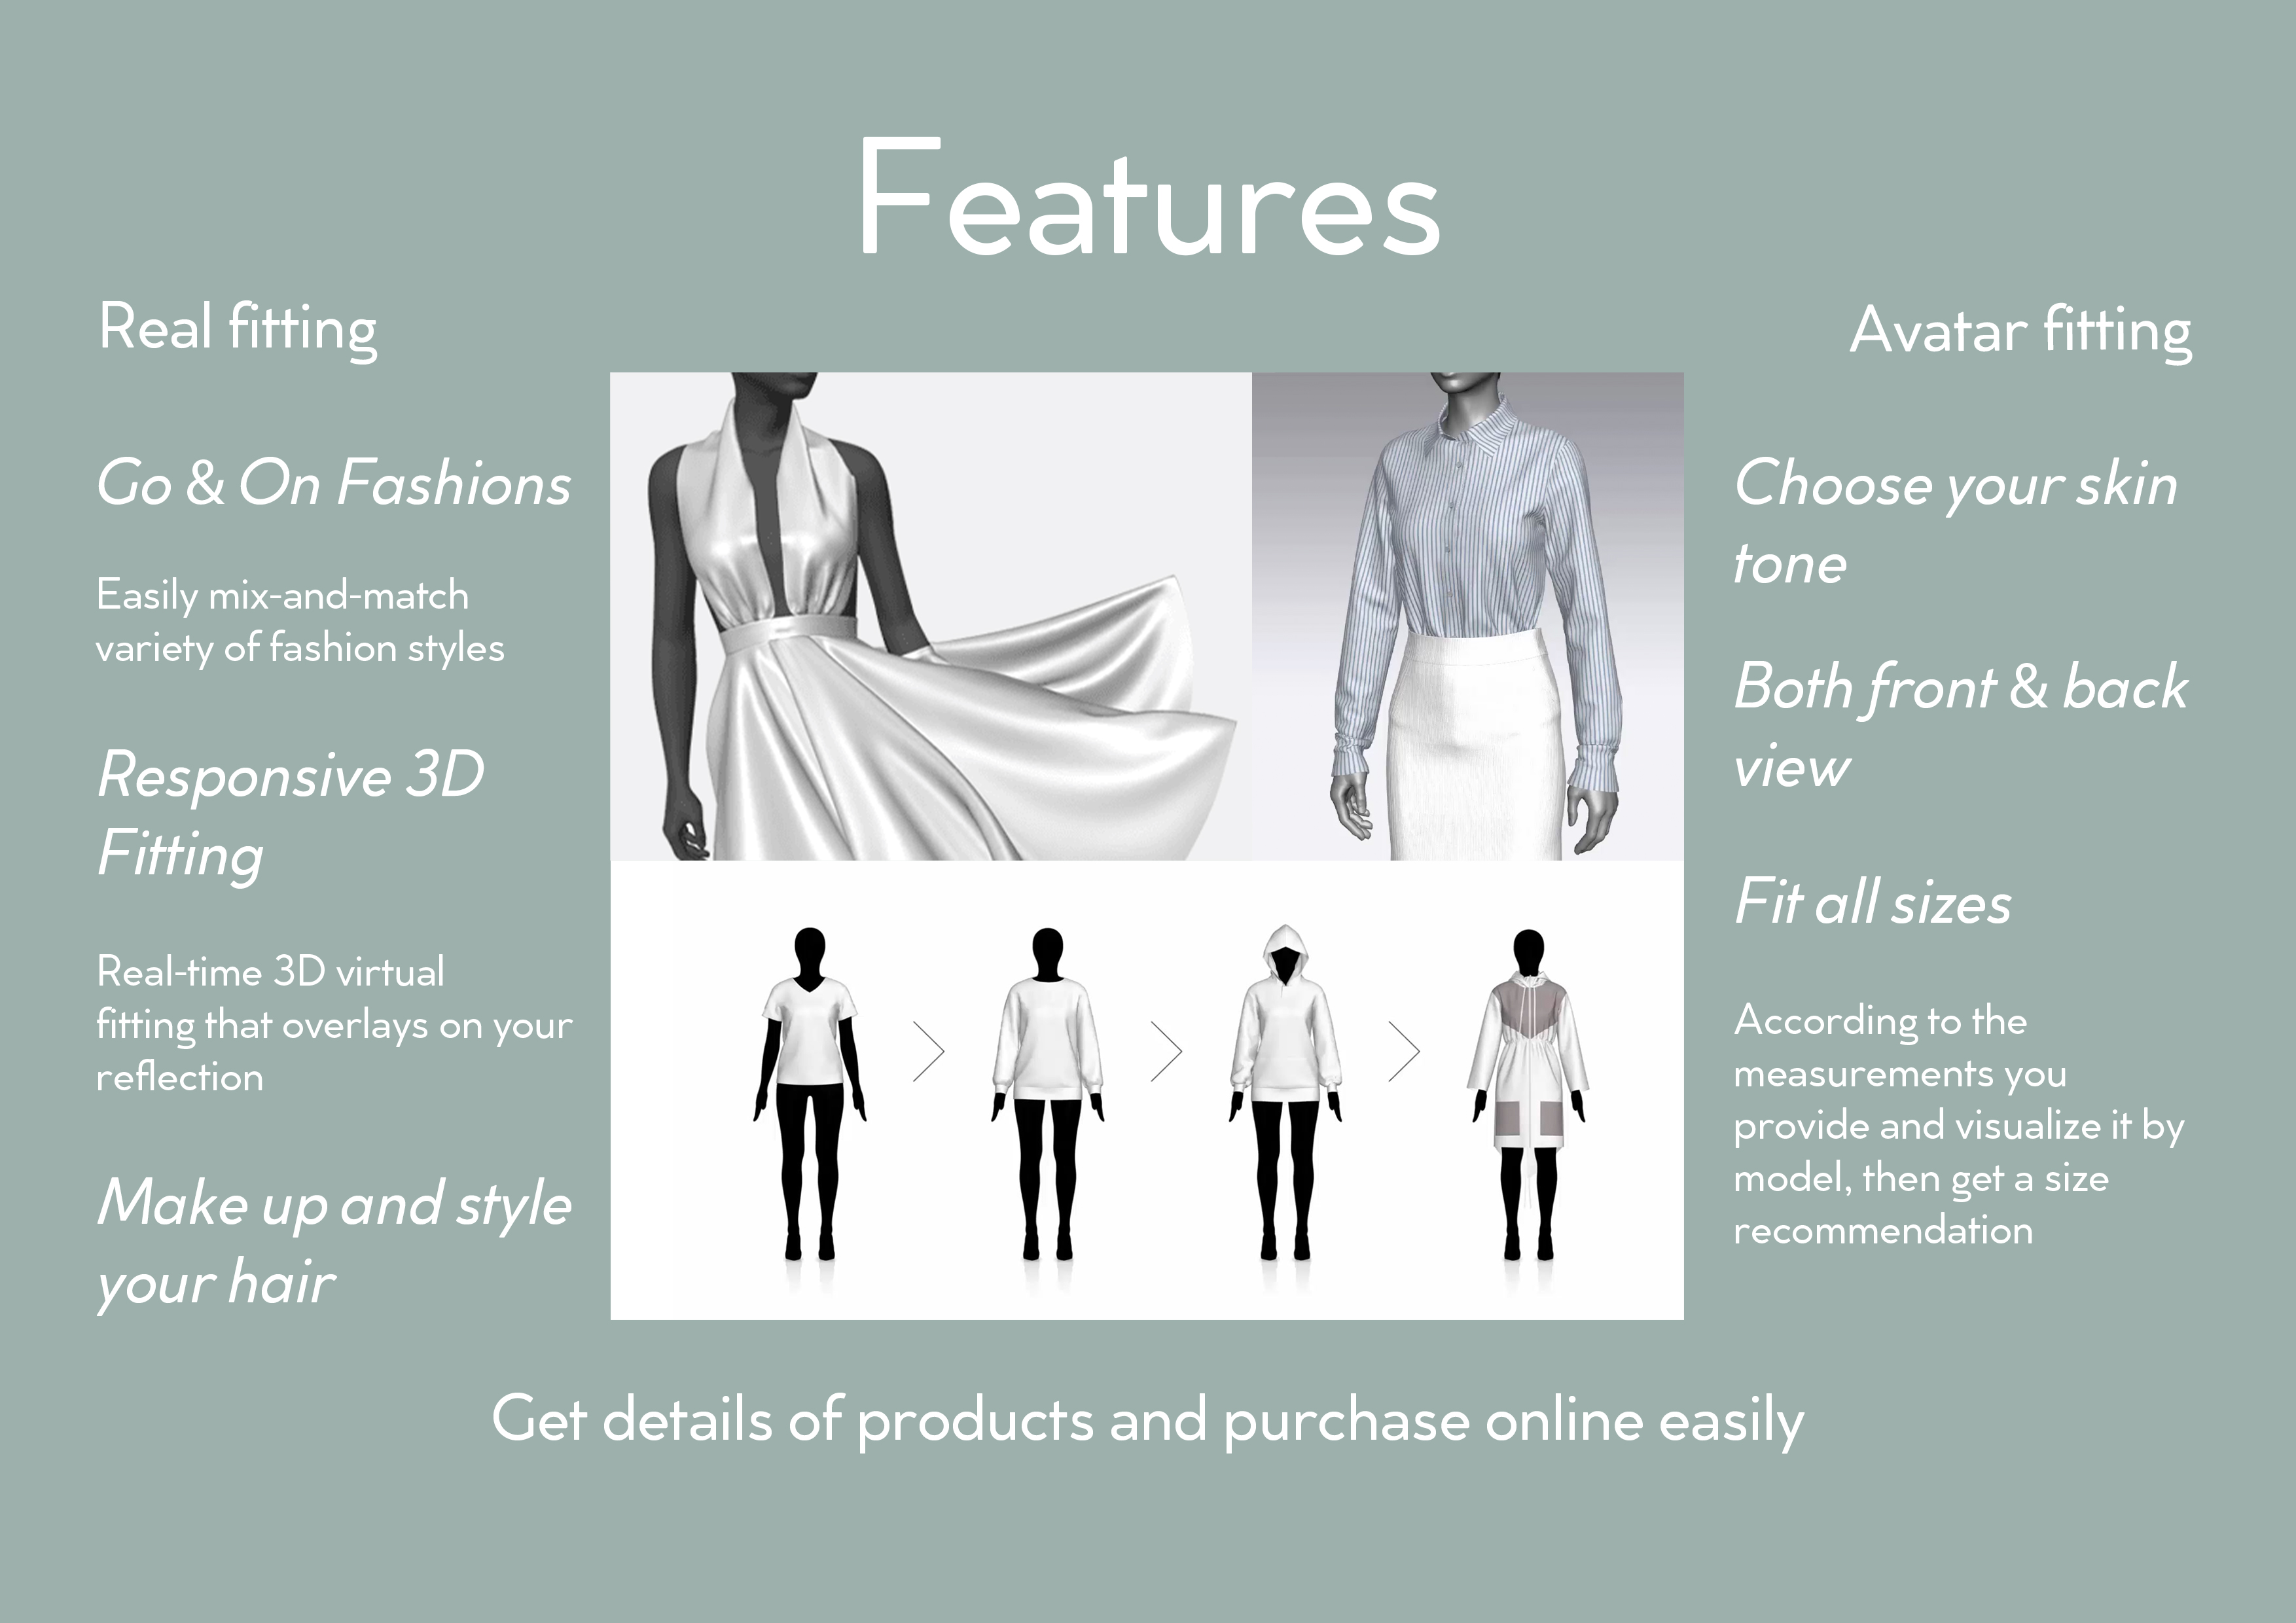 Features
Real fitting
Go & On Fashions
Easily mix-and-match
variety of fashion styles
Responsive 3D
Fitting
Real-time 3D virtual
fitting that overlays on your
reflection
Make up and style
your hair
Avatar fitting
Choose your skin
tone
Both front & back
view
Fit all sizes
According to the
measurements you
provide and visualize it by
model, then get a size
recommendation
Get details of products and purchase online easily